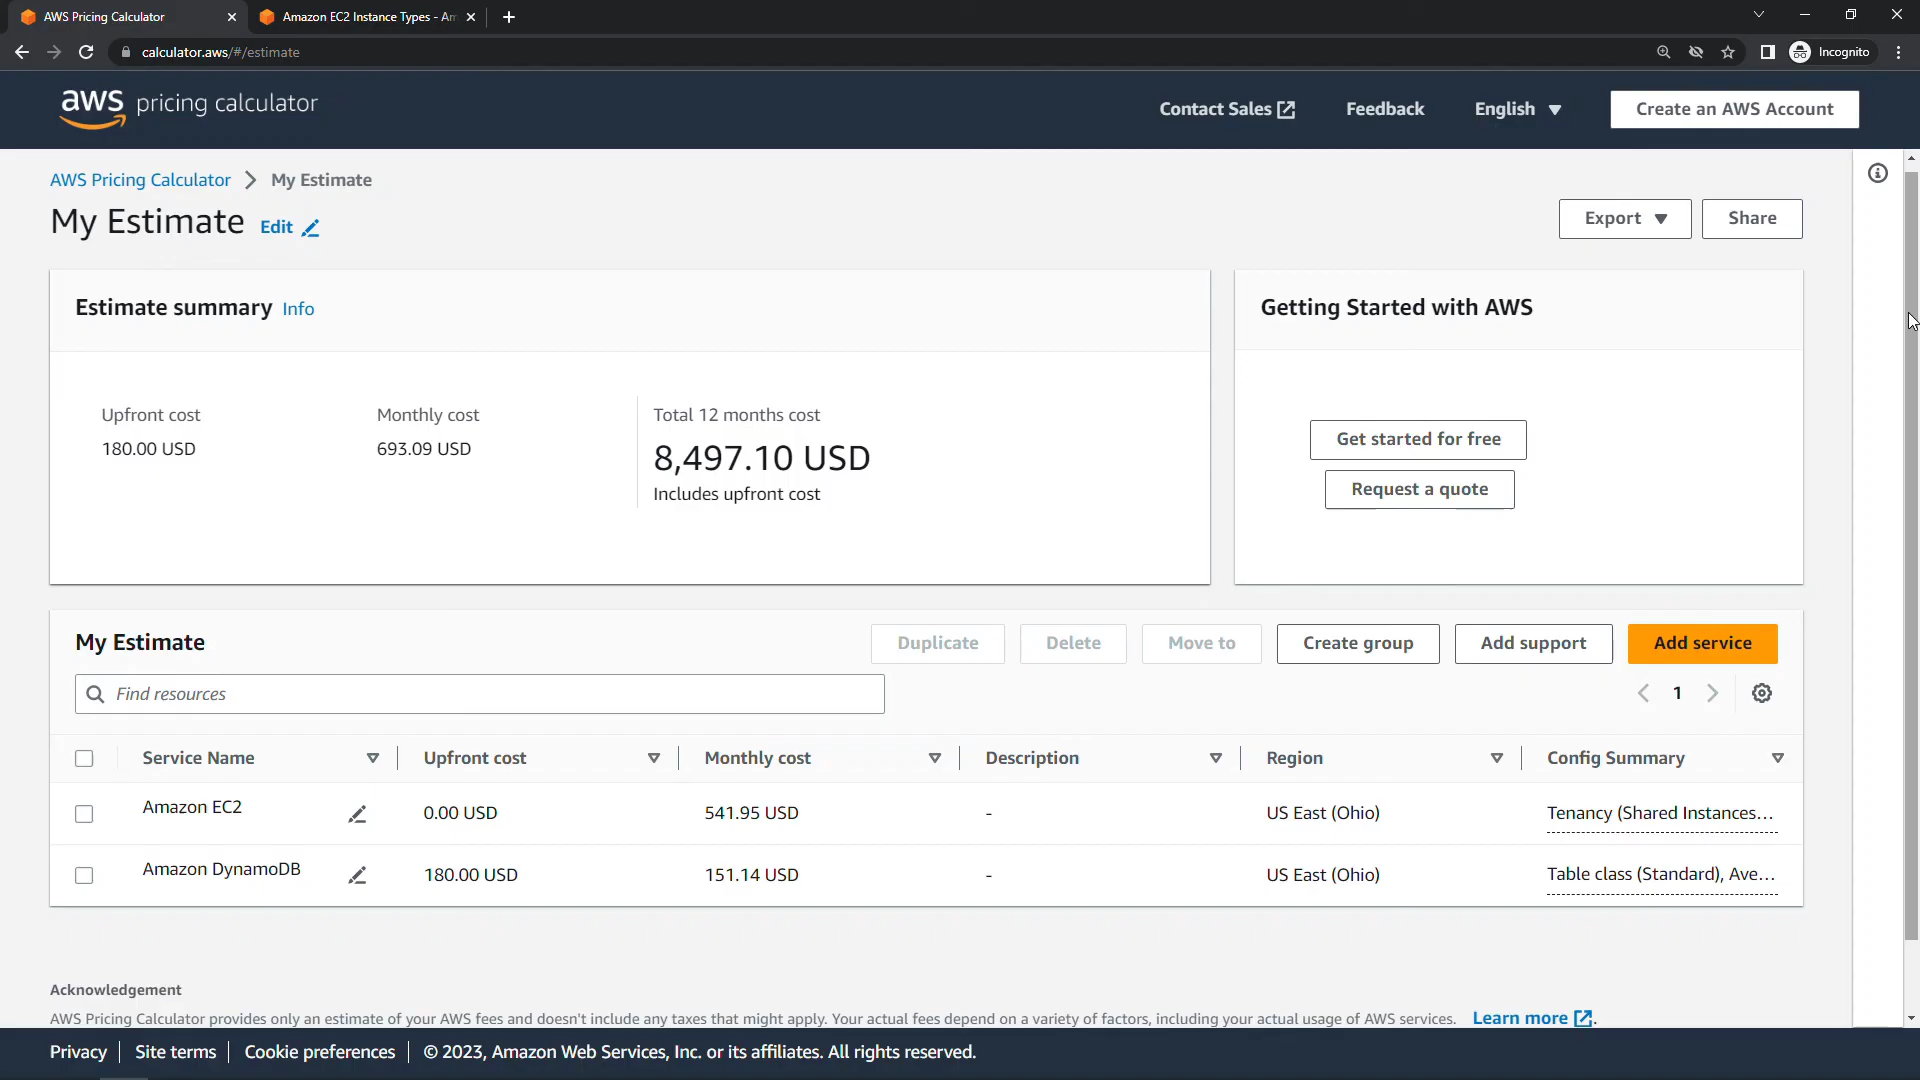 AWS Pricing Calculator
Amazon EC2 Instance Types - Am
calculator.aws/#/estimate
Incognito
aws pricing calculator
Contact Sales
Feedback
English
Create an AWS Account
AWS Pricing Calculator
My Estimate
My Estimate
Edit
Export
Share
Estimate summary
Info
Getting Started with AWS
Upfront cost
Monthly cost
Total 12 months cost
180.00 USD
693.09 USD
8,497.10 USD
Includes upfront cost
Get started for free
Request a quote
My Estimate
Duplicate
Delete
Move to
Create group
Add support
Add service
Find resources
1
Service Name
Upfront cost
Monthly cost
Description
Region
Config Summary
Amazon EC2
0.00 USD
541.95 USD
-
US East (Ohio)
Tenancy (Shared Instances...
Amazon DynamoDB
180.00 USD
151.14 USD
-
US East (Ohio)
Table class (Standard), Ave...
Acknowledgement
AWS Pricing Calculator provides only an estimate of your AWS fees and doesn't include any taxes that might apply. Your actual fees depend on a variety of factors, including your actual usage of AWS services. Learn more.
Privacy
Site terms
Cookie preferences
© 2023, Amazon Web Services, Inc. or its affiliates. All rights reserved.